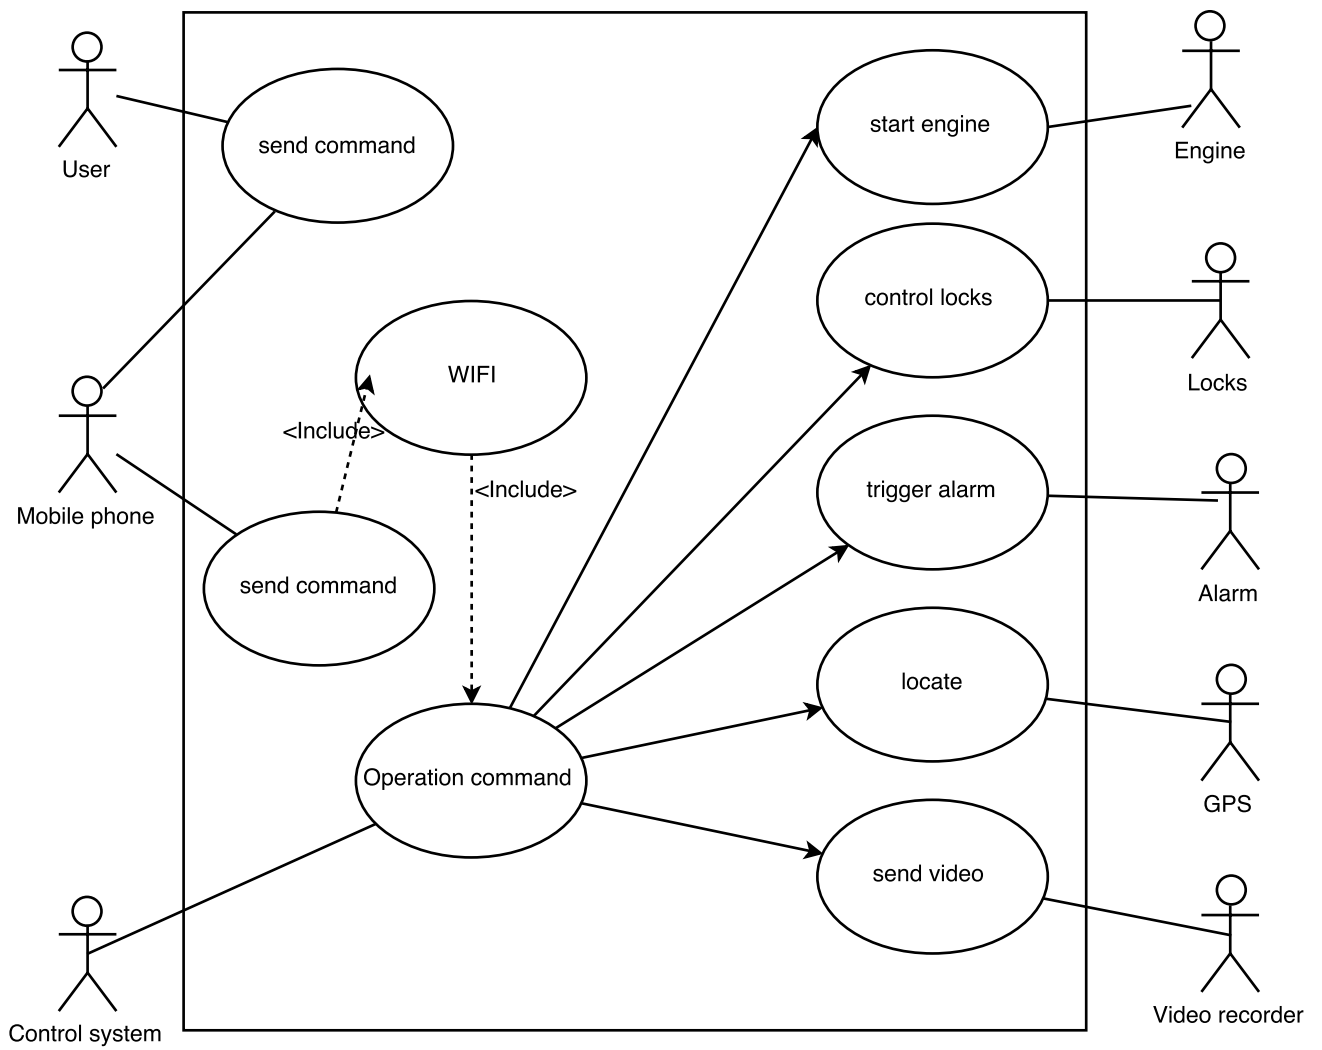 User
send command
start engine
Engine
control locks
Locks
WIFI
<Include>
<Include>
Mobile phone
send command
trigger alarm
Alarm
locate
GPS
Operation command
send video
Control system
Video recorder